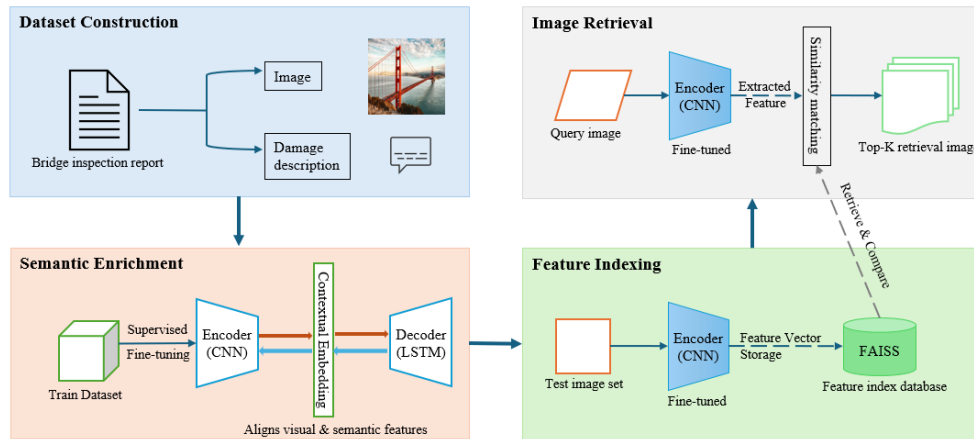 Dataset Construction
Image
Bridge inspection report
Damage
description
Semantic Enrichment
Supervised
Fine-tuning
Train Dataset
Encoder
(CNN)
Contextual Embedding
Decoder
(LSTM)
Aligns visual & semantic features
Image Retrieval
Query image
Encoder
(CNN)
Fine-tuned
Extracted
Feature
Similarity matching
Top-K retrieval image
Retrieve & Compare
Feature Indexing
Test image set
Encoder
(CNN)
Fine-tuned
Feature Vector
Storage
FAISS
Feature index database